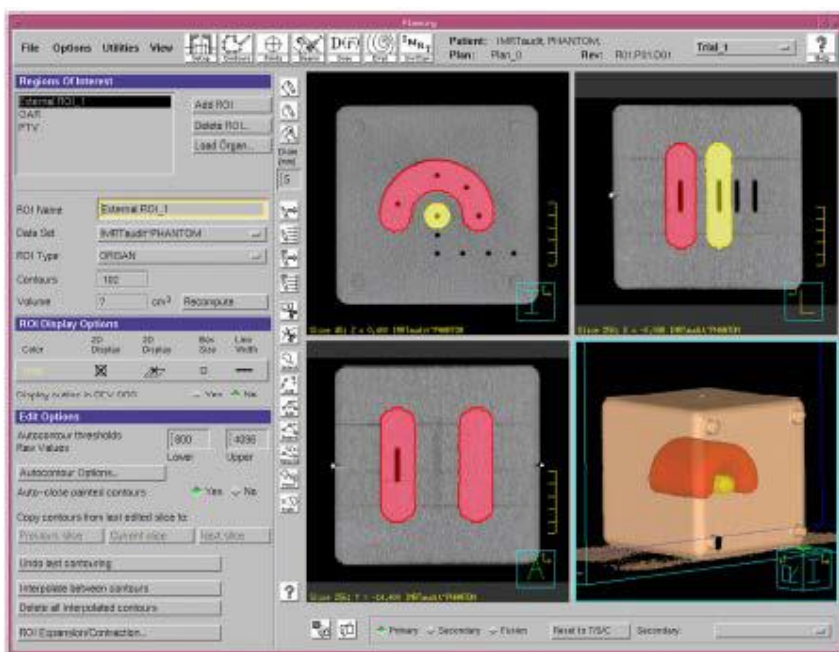 Planning
File Options Utilities View
Patient: IMRTaudit, PHANTOM,
Plan: Plan_0 Rev: R01.P01.D01
Trial_1
Help
Regions Of Interest
External ROI_1
OAR
PTV
Add ROI
Delete ROI...
Load Organ...
5
ROI Name External ROI_1
Data Set IMRTaudit^PHANTOM
ROI Type ORGAN
Contours 102
Volume ? cm³ Recompute
ROI Display Options
Color 2D Display 3D Display Box Size Line Width
Yes No
Edit Options
Autocontour thresholds
Raw Values 800 4096
Lower Upper
Autocontour Options...
Auto-close painted contours Yes No
Copy contours from last edited slice to:
Previous slice Current slice Next slice
Undo last contouring
Interpolate between contours
Delete all interpolated contours
ROI Expansion/Contraction...
Primary Secondary Fusion Reset to T/S/C Secondary: